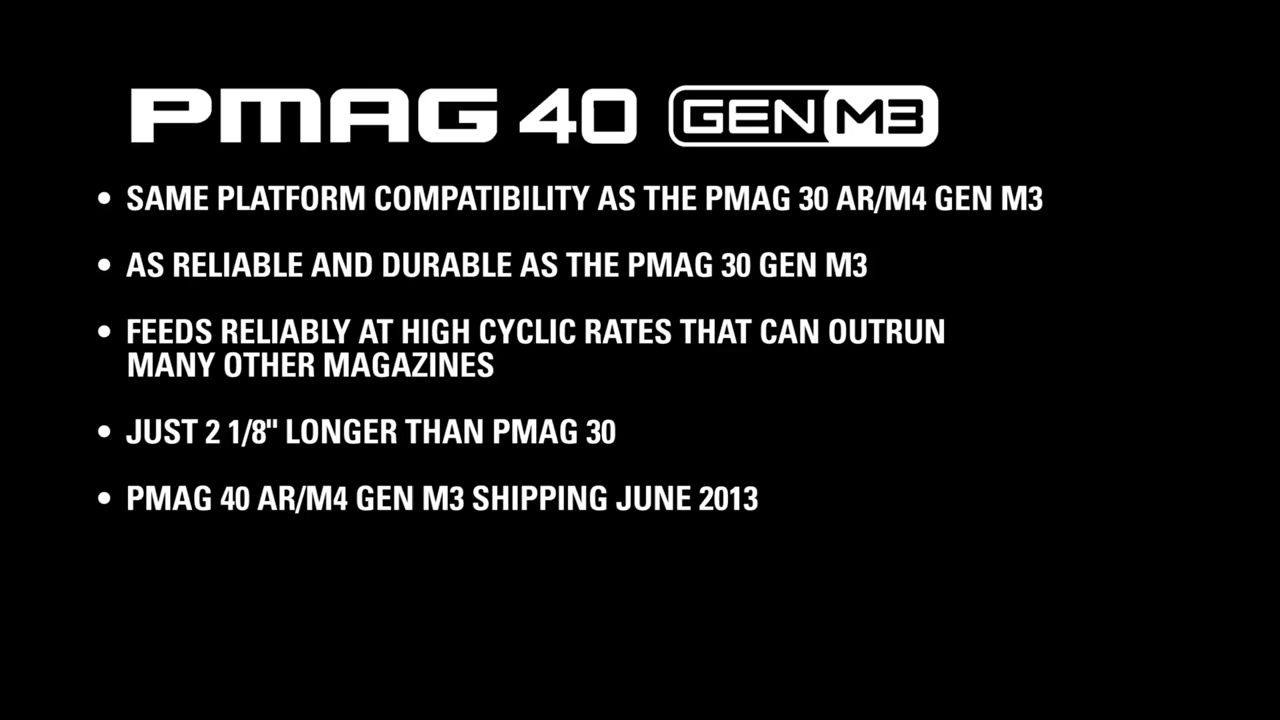 PMAG 40 GEN M3
• SAME PLATFORM COMPATIBILITY AS THE PMAG 30 AR/M4 GEN M3
• AS RELIABLE AND DURABLE AS THE PMAG 30 GEN M3
• FEEDS RELIABLY AT HIGH CYCLIC RATES THAT CAN OUTRUN
MANY OTHER MAGAZINES
• JUST 2 1/8" LONGER THAN PMAG 30
• PMAG 40 AR/M4 GEN M3 SHIPPING JUNE 2013